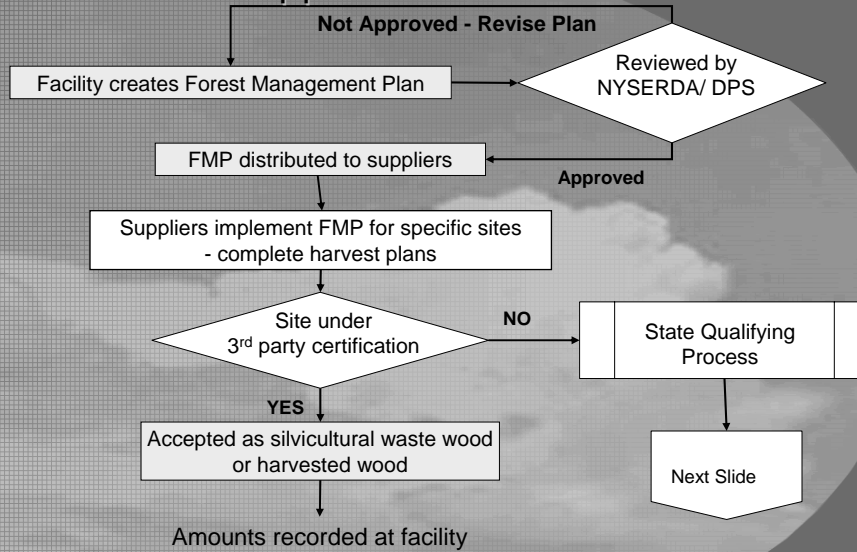 Not Approved - Revise Plan
Facility creates Forest Management Plan
Reviewed by
NYSERDA/ DPS
FMP distributed to suppliers
Approved
Suppliers implement FMP for specific sites
- complete harvest plans
Site under
3rd party certification
NO
State Qualifying
Process
YES
Accepted as silvicultural waste wood
or harvested wood
Next Slide
Amounts recorded at facility